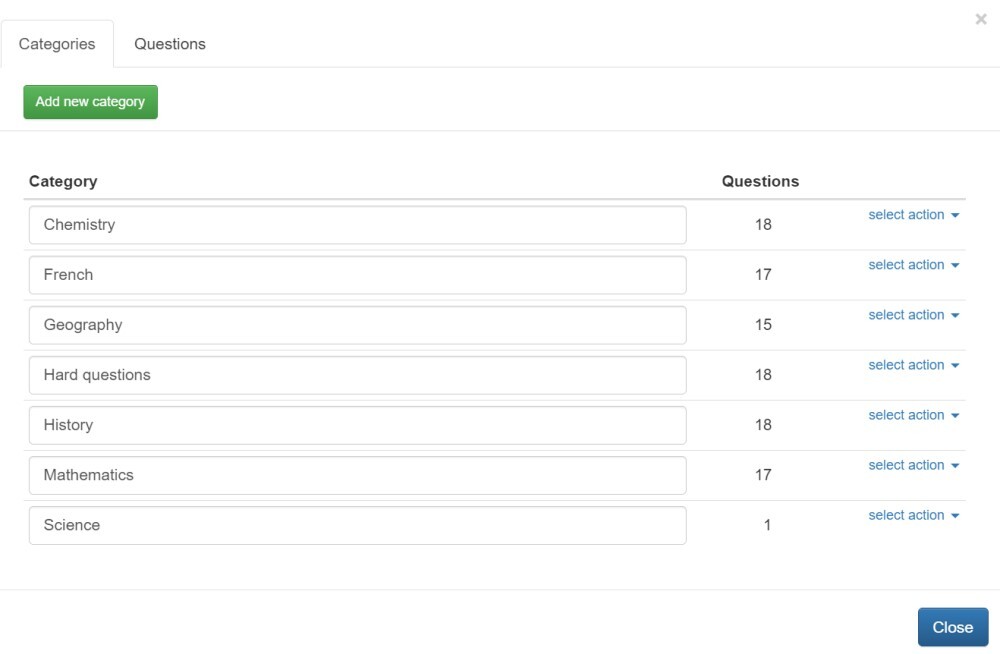 ×
Categories Questions
Add new category
Category Questions
Chemistry 18 select action
French 17 select action
Geography 15 select action
Hard questions 18 select action
History 18 select action
Mathematics 17 select action
Science 1 select action
Close